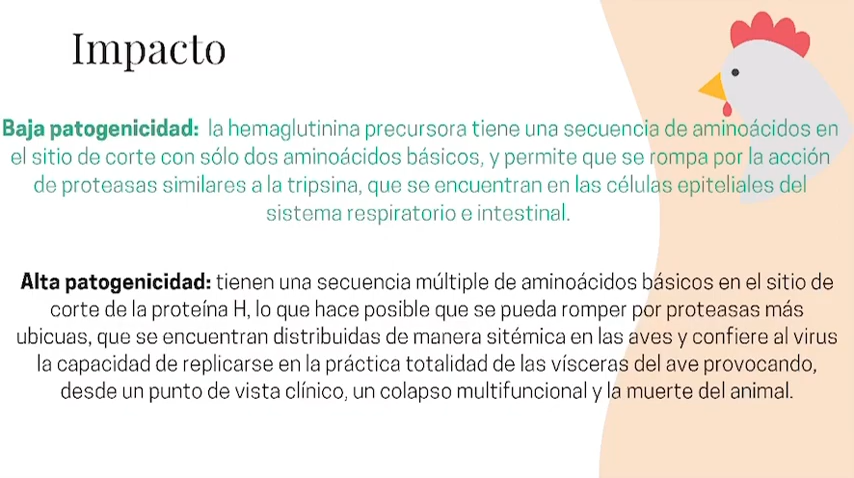 Impacto
Baja patogenicidad: la hemaglutinina precursora tiene una secuencia de aminoácidos en
el sitio de corte con sólo dos aminoácidos básicos, y permite que se rompa por la acción
de proteasas similares a la tripsina, que se encuentran en las células epiteliales del
sistema respiratorio e intestinal.
Alta patogenicidad: tienen una secuencia múltiple de aminoácidos básicos en el sitio de
corte de la proteína H, lo que hace posible que se pueda romper por proteasas más
ubicuas, que se encuentran distribuidas de manera sitémica en las aves y confiere al virus
la capacidad de replicarse en la práctica totalidad de las vísceras del ave provocando,
desde un punto de vista clínico, un colapso multifuncional y la muerte del animal.